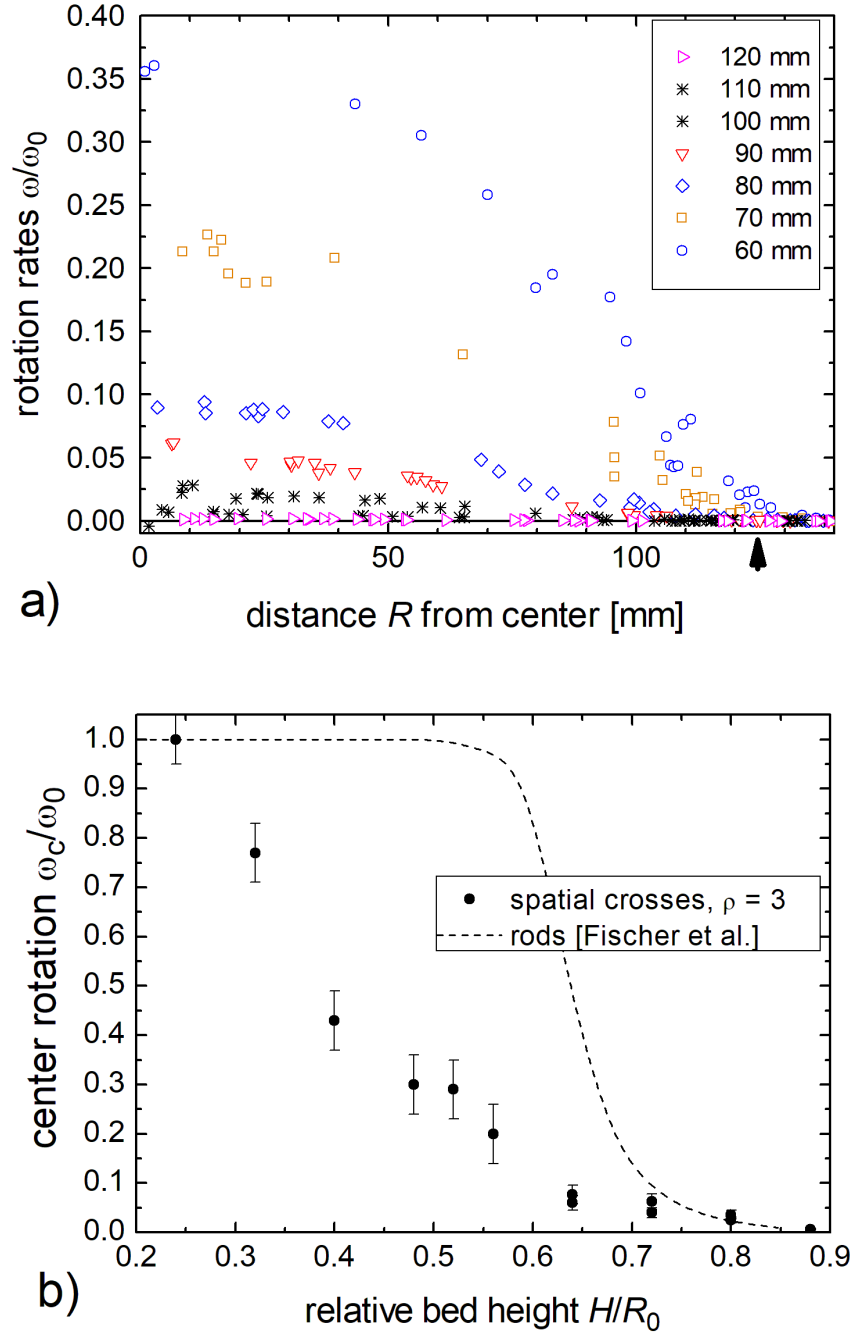 0.40
0.35
0.30
0.25
0.20
0.15
0.10
0.05
0.00
rotation rates ω/ω0
120 mm
110 mm
100 mm
90 mm
80 mm
70 mm
60 mm
0 50 100
a)
distance R from center [mm]
1.0
0.9
0.8
0.7
0.6
0.5
0.4
0.3
0.2
0.1
0.0
center rotation ωc/ω0
spatial crosses, ρ = 3
rods [Fischer et al.]
0.2 0.3 0.4 0.5 0.6 0.7 0.8 0.9
b)
relative bed height H/R0